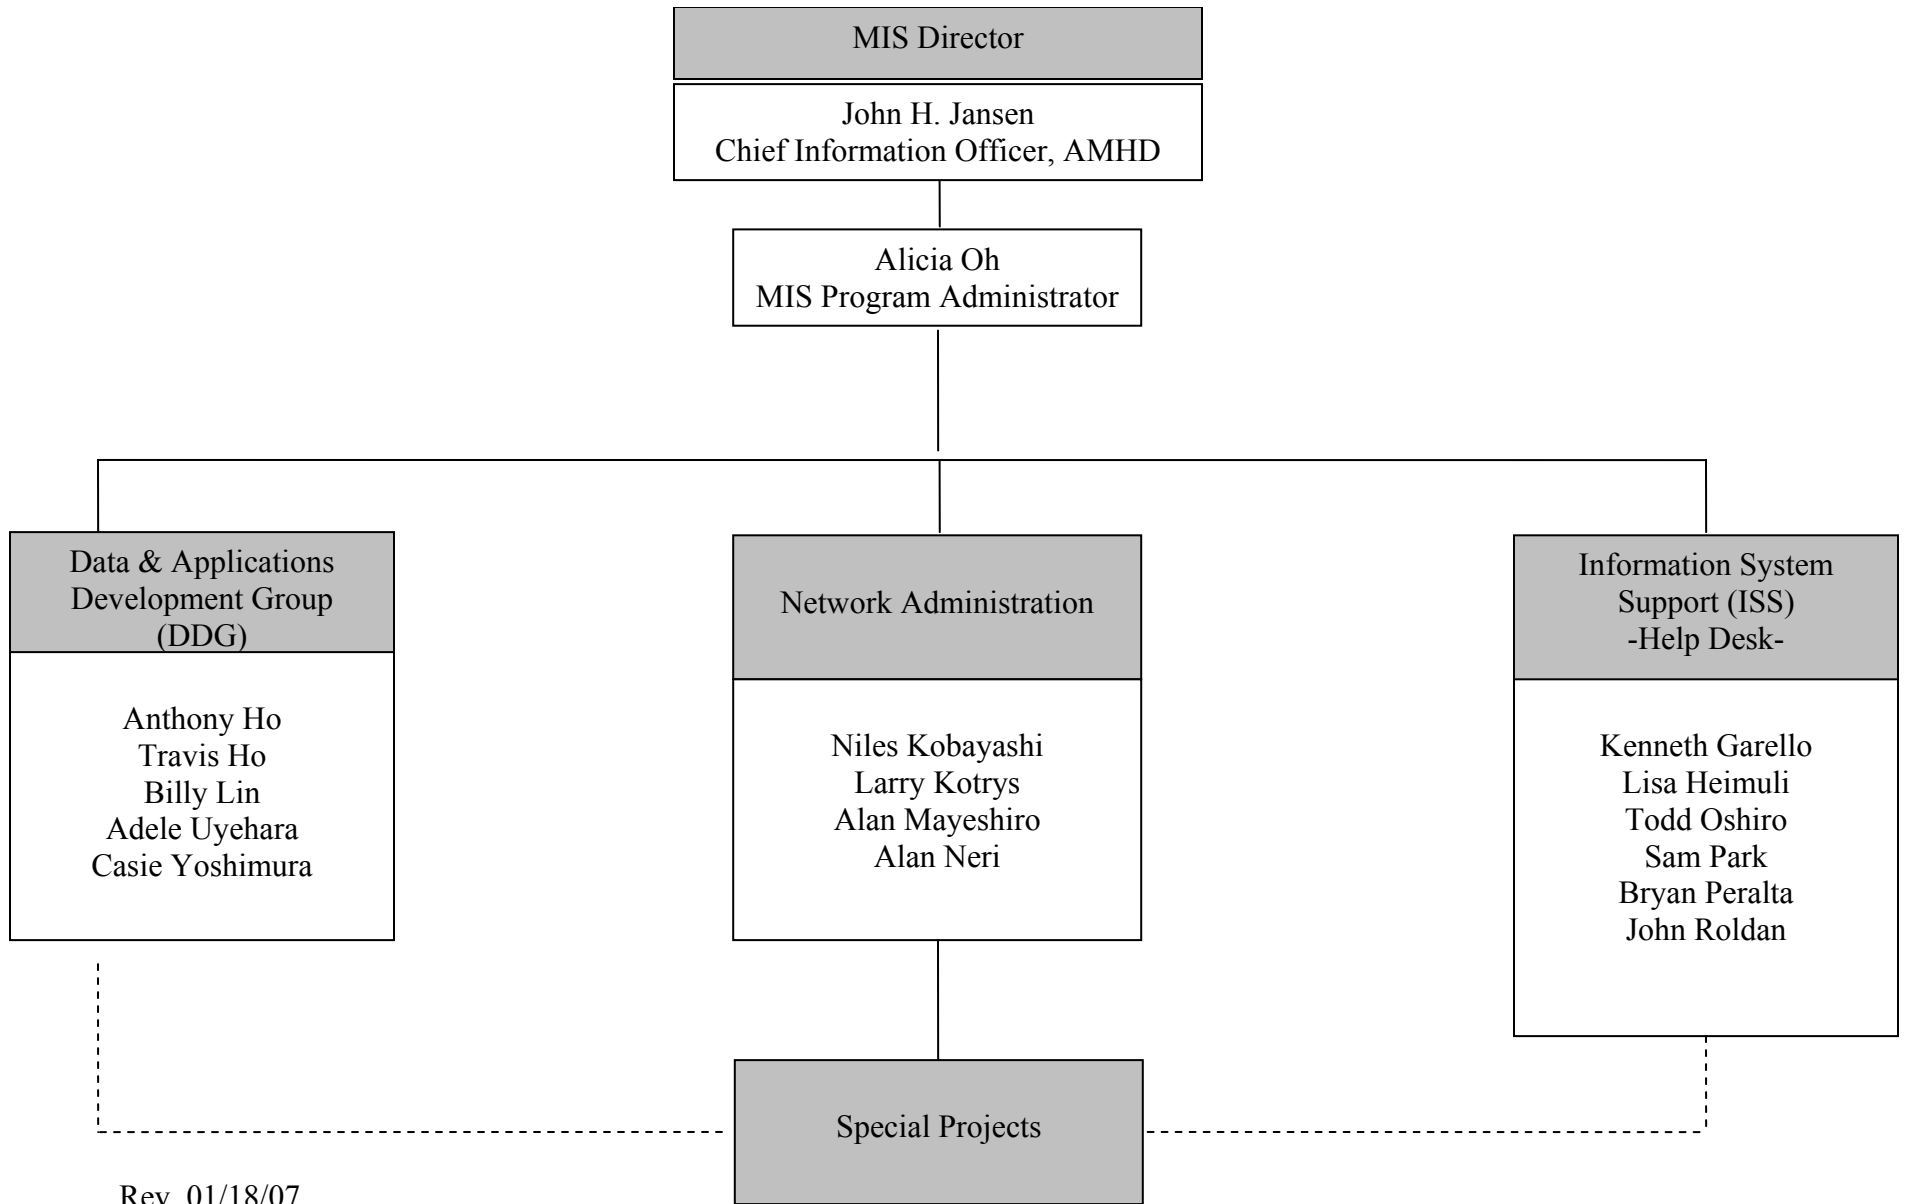 MIS Director
John H. Jansen
Chief Information Officer, AMHD
Alicia Oh
MIS Program Administrator
Data & Applications
Development Group
(DDG)
Anthony Ho
Travis Ho
Billy Lin
Adele Uyehara
Casie Yoshimura
Network Administration
Niles Kobayashi
Larry Kotrys
Alan Mayeshiro
Alan Neri
Information System
Support (ISS)
-Help Desk-
Kenneth Garello
Lisa Heimuli
Todd Oshiro
Sam Park
Bryan Peralta
John Roldan
Special Projects
Rev. 01/18/07